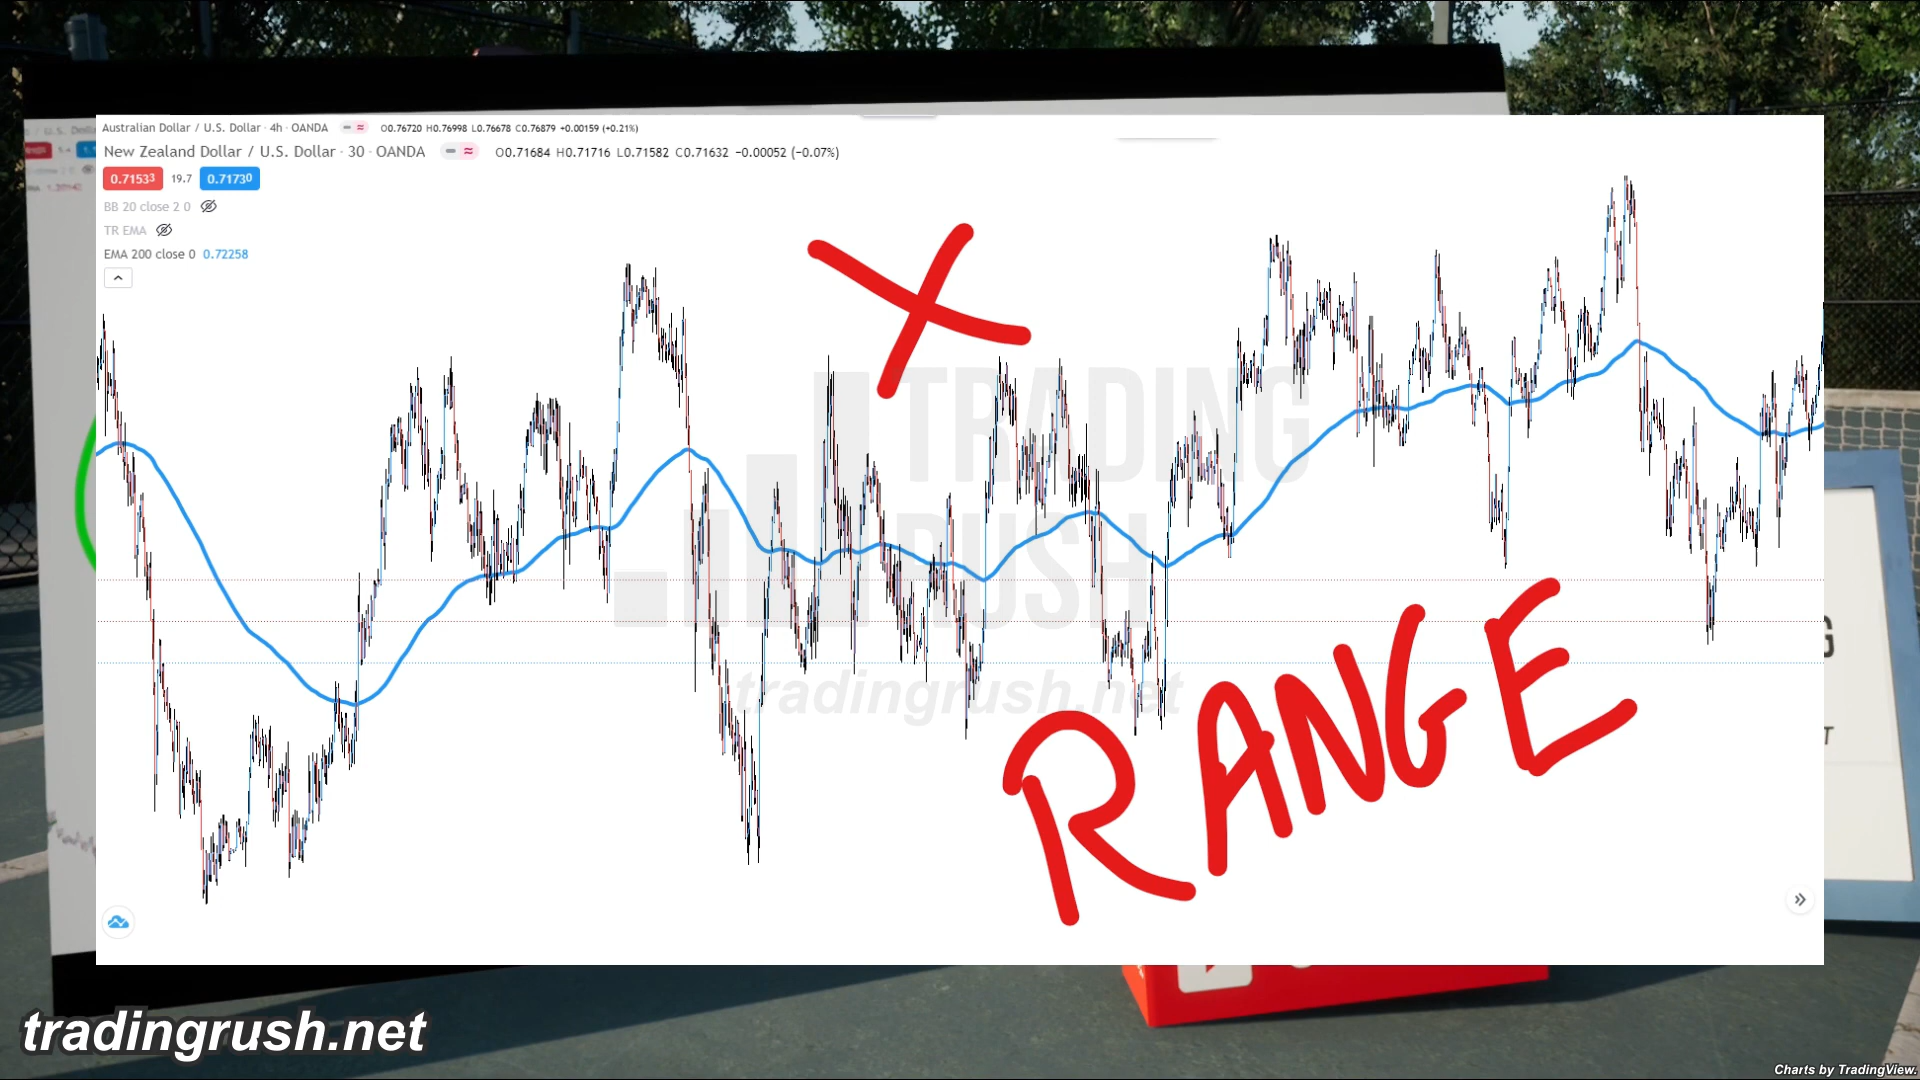 Australian Dollar / U.S. Dollar · 4h · OANDA O0.76720 H0.76998 L0.76678 C0.76879 +0.00159 (+0.21%)
New Zealand Dollar / U.S. Dollar · 30 · OANDA O0.71684 H0.71716 L0.71582 C0.71632 −0.00052 (−0.07%)
0.71533 19.7 0.71730
BB 20 close 2 0
TR EMA
EMA 200 close 0 0.72258
TRADING
RUSH
tradingrush.net
RANGE
tradingrush.net
Charts by TradingView.